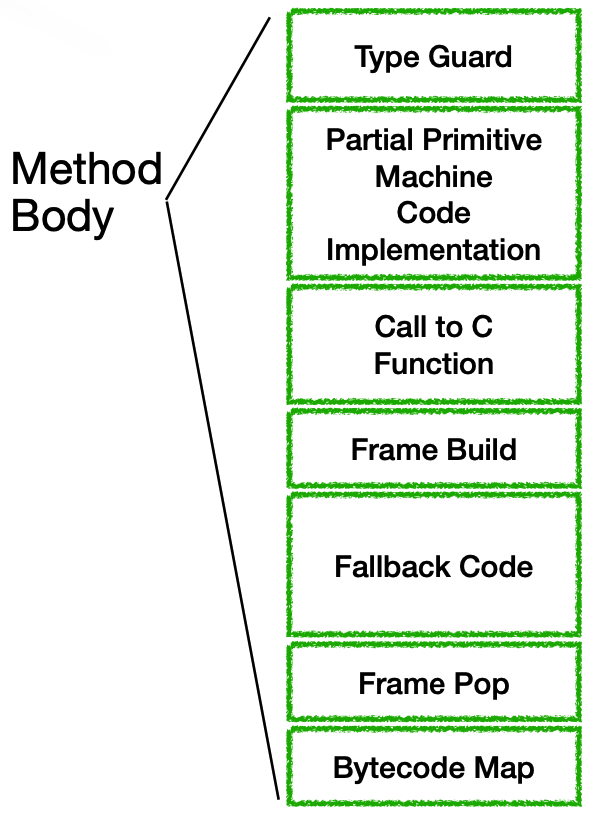 Method
Body
Type Guard
Partial Primitive
Machine
Code
Implementation
Call to C
Function
Frame Build
Fallback Code
Frame Pop
Bytecode Map